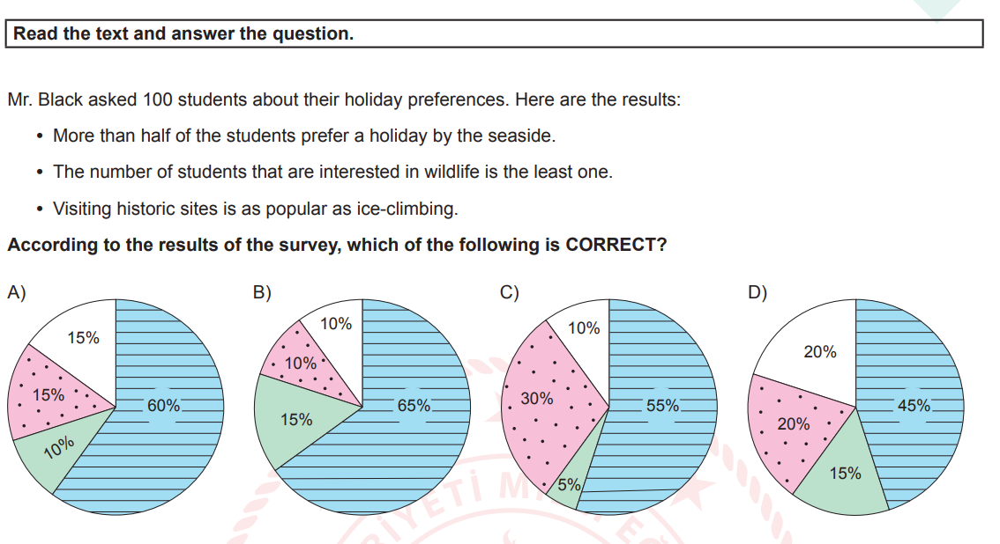 Read the text and answer the question.
Mr. Black asked 100 students about their holiday preferences. Here are the results:
• More than half of the students prefer a holiday by the seaside.
• The number of students that are interested in wildlife is the least one.
• Visiting historic sites is as popular as ice-climbing.
According to the results of the survey, which of the following is CORRECT?
A)
15%
15%
60%
10%
B)
10%
10%
65%
15%
C)
10%
30%
55%
5%
D)
20%
45%
20%
15%